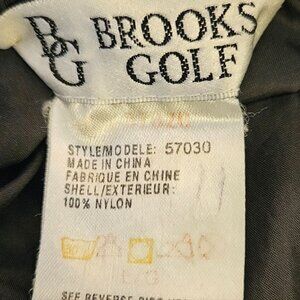 BG BROOKS
GOLF
STYLE/MODELE: 57030
MADE IN CHINA
FABRIQUE EN CHINE
SHELL/EXTERIEUR:
100% NYLON
SEE REVERSE SIDE